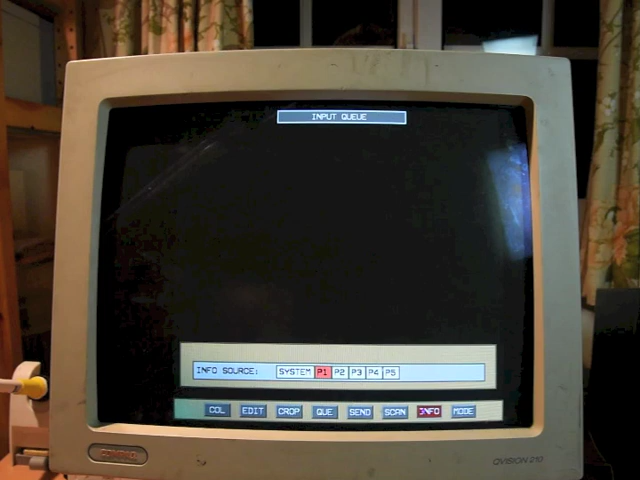 INPUT QUEUE
INFO SOURCE: SYSTEM P1 P2 P3 P4 P5
COL EDIT CROP QUE SEND SCAN INFO MODE
COMPAQ QVISION 210